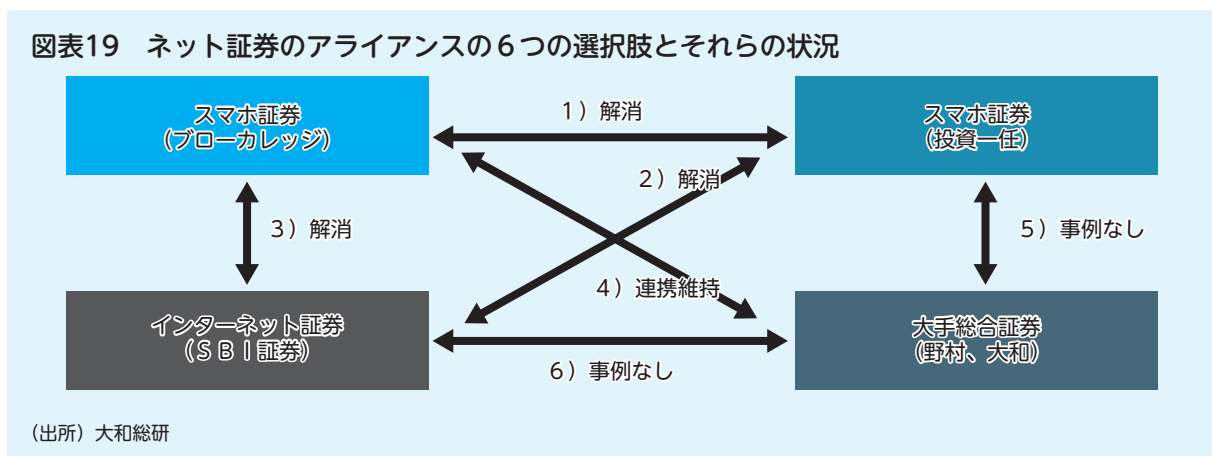 図表19　ネット証券のアライアンスの６つの選択肢とそれらの状況
スマホ証券
（ブローカレッジ）
１）解消
スマホ証券
（投資一任）
２）解消
３）解消
５）事例なし
４）連携維持
インターネット証券
（ＳＢＩ証券）
大手総合証券
（野村、大和）
６）事例なし
（出所）大和総研